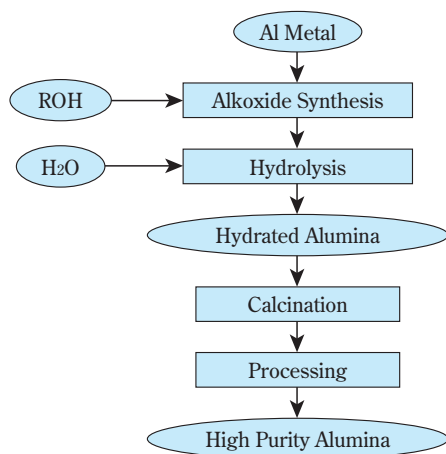 Al Metal
ROH
Alkoxide Synthesis
H2O
Hydrolysis
Hydrated Alumina
Calcination
Processing
High Purity Alumina